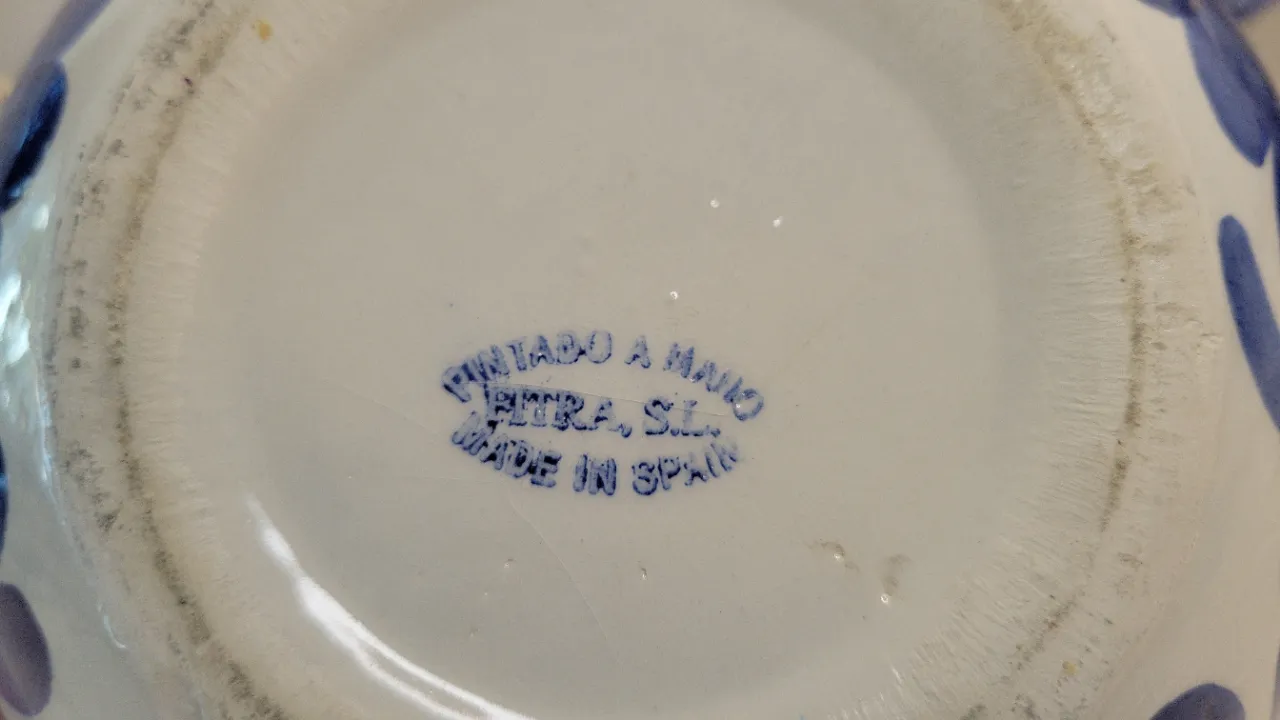 PINTADO A MANO
FITRA, S.L.
MADE IN SPAIN